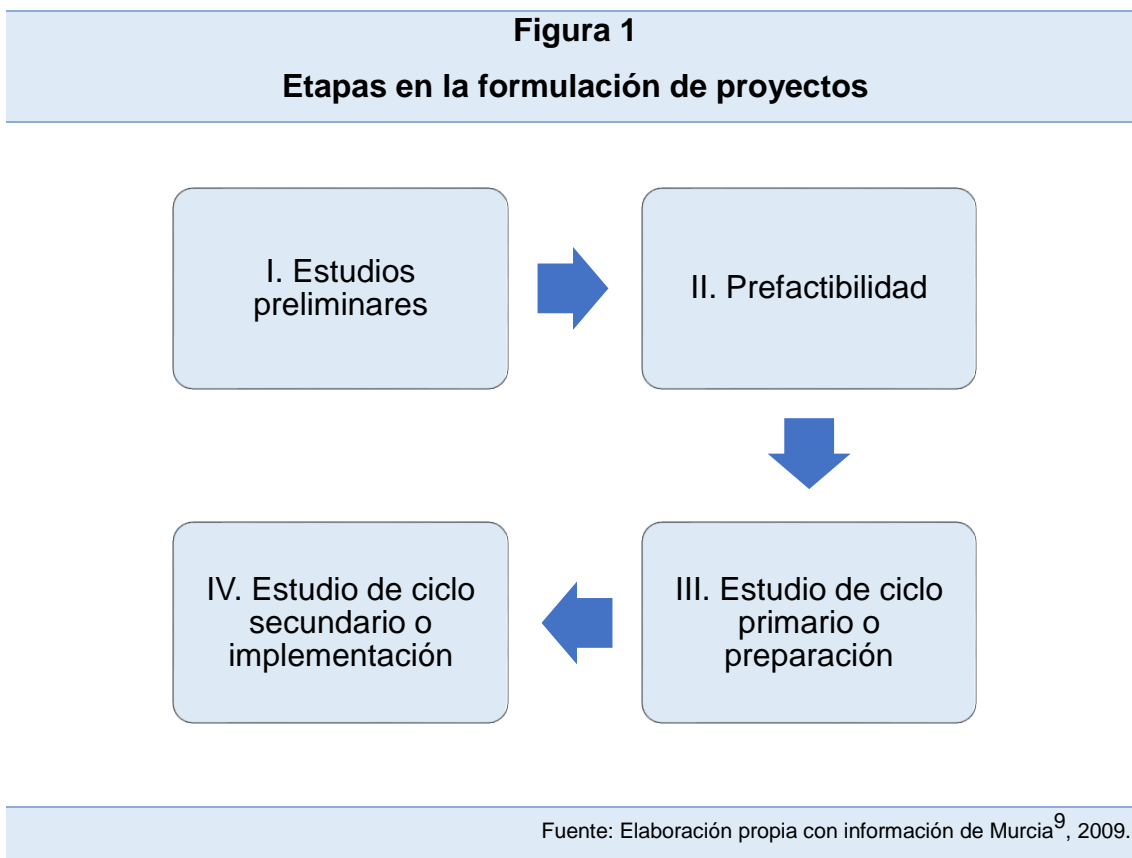 Figura 1
Etapas en la formulación de proyectos
I. Estudios
preliminares
II. Prefactibilidad
III. Estudio de ciclo
primario o
preparación
IV. Estudio de ciclo
secundario o
implementación
Fuente: Elaboración propia con información de Murcia9, 2009.